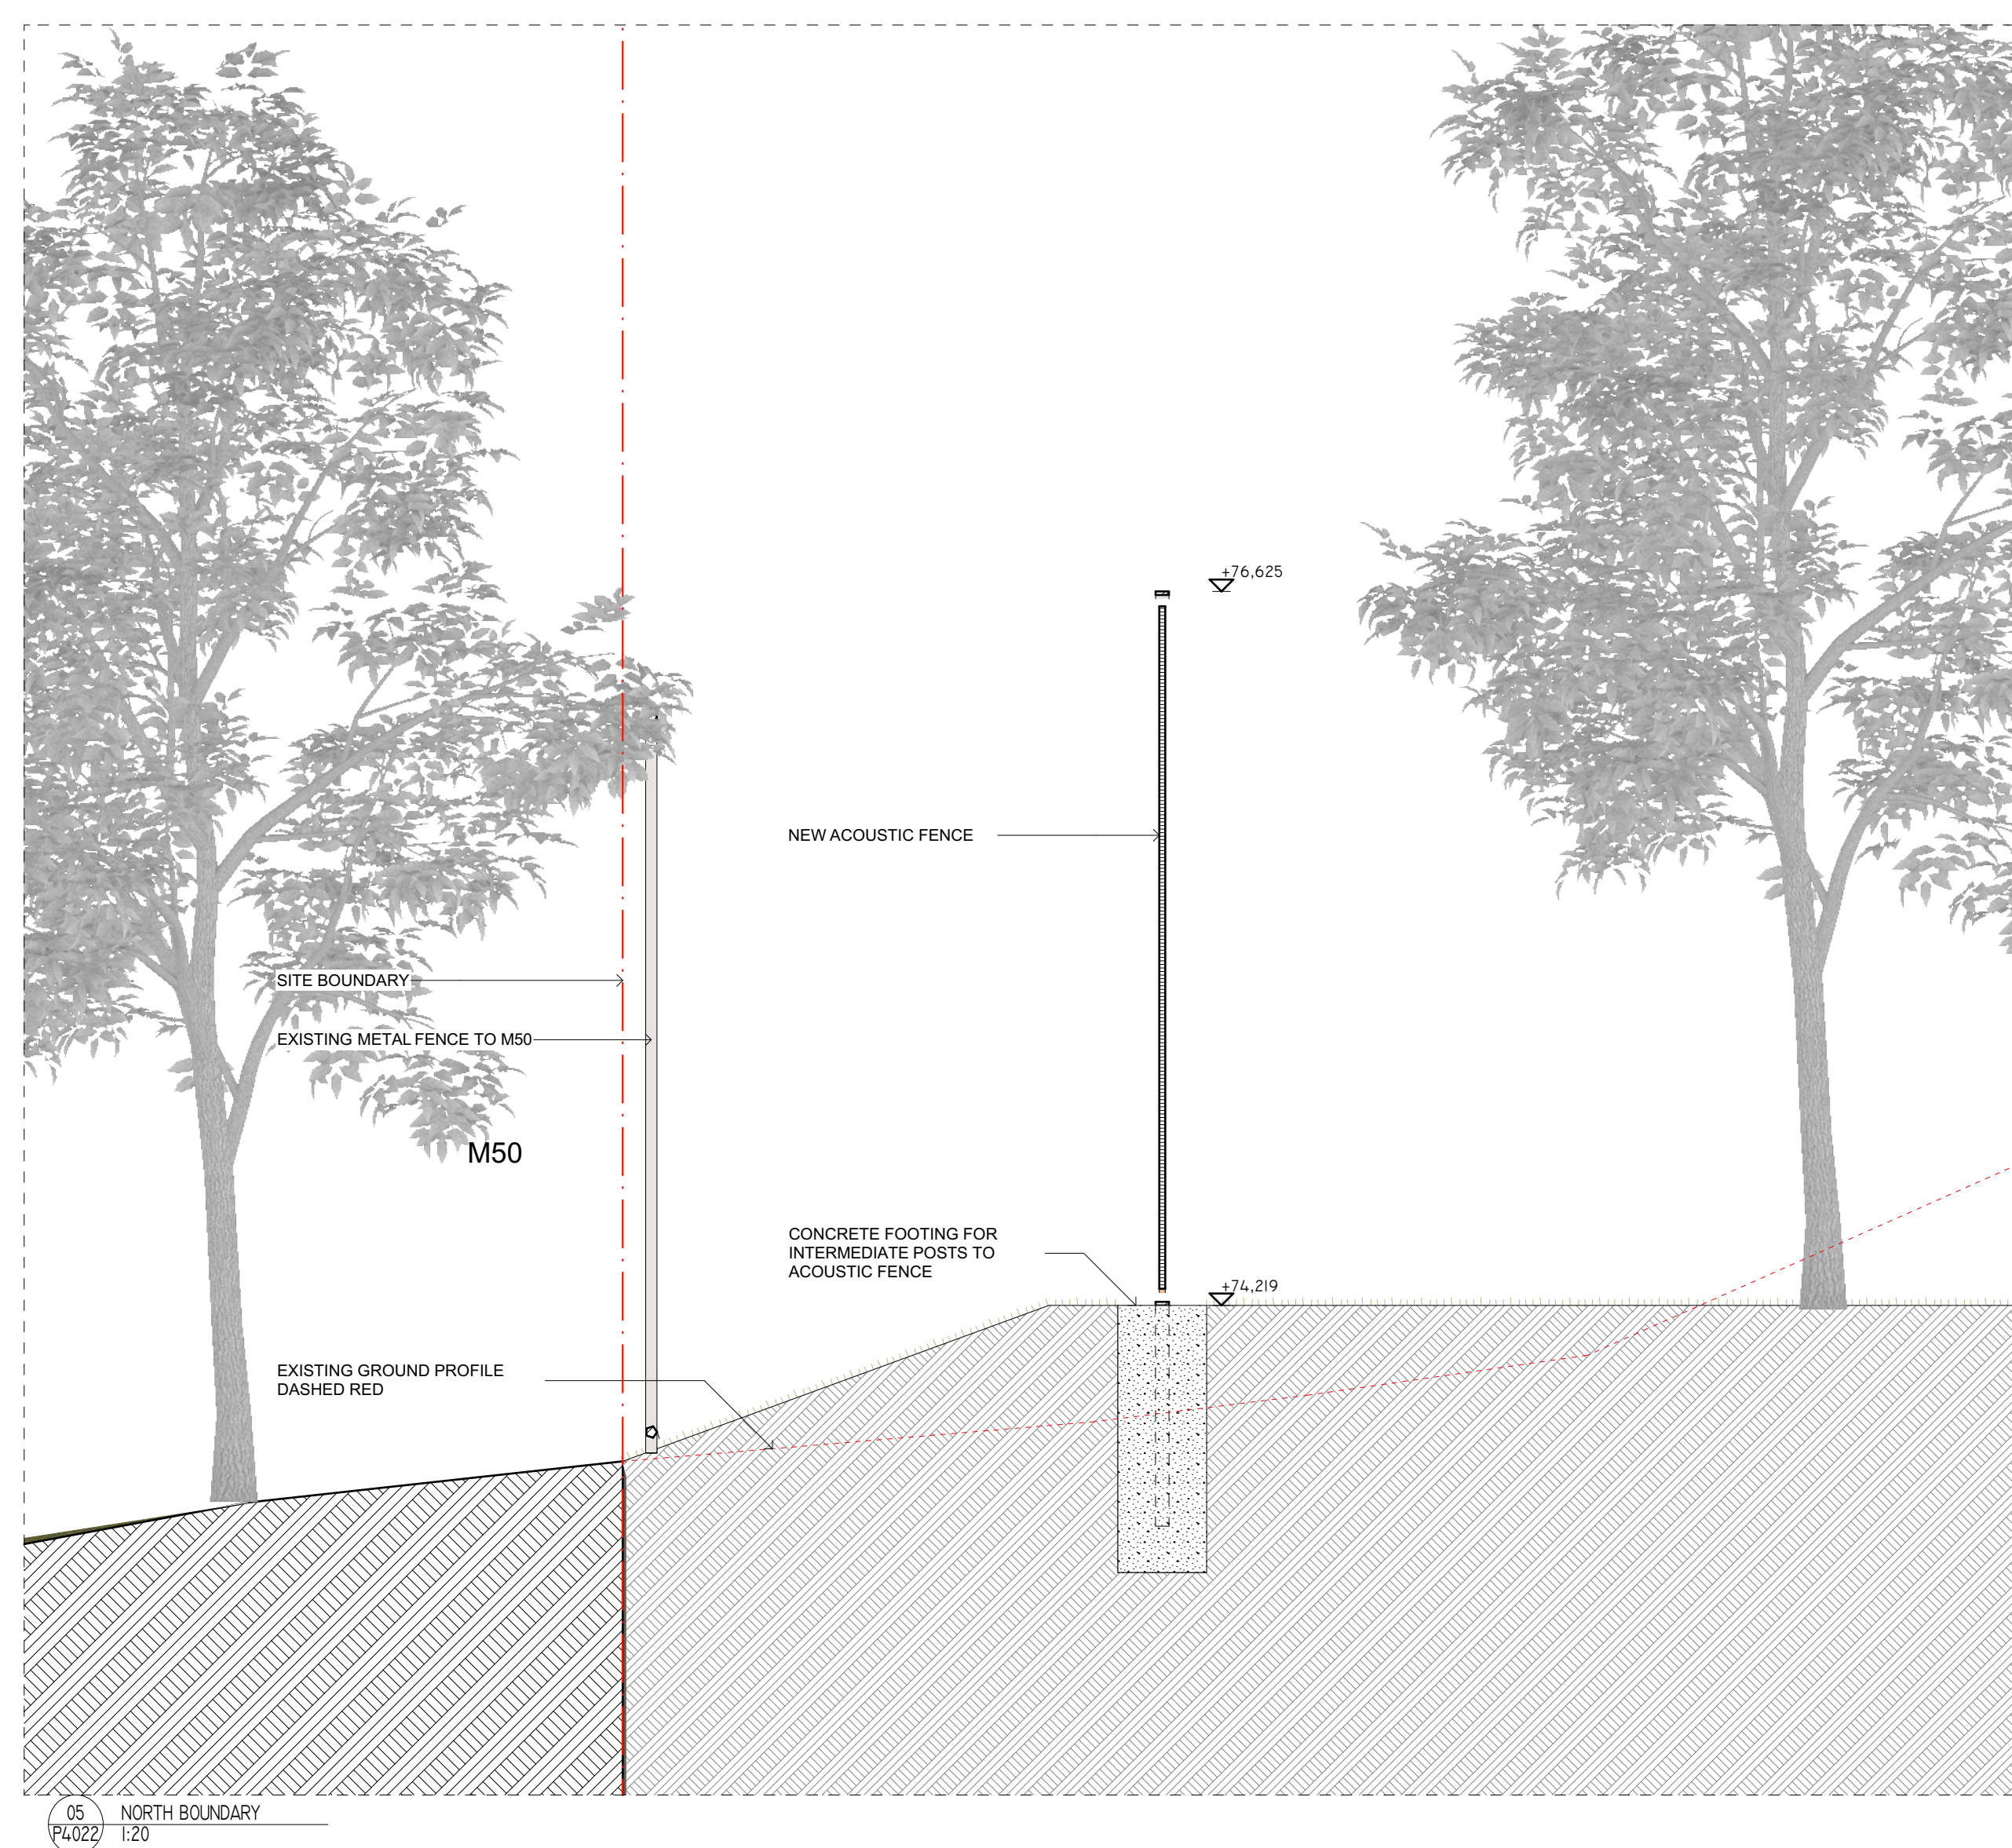 +76,625
NEW ACOUSTIC FENCE
SITE BOUNDARY
EXISTING METAL FENCE TO M50
M50
CONCRETE FOOTING FOR
INTERMEDIATE POSTS TO
ACOUSTIC FENCE
+74,219
EXISTING GROUND PROFILE
DASHED RED
05
P4022
NORTH BOUNDARY
1:20